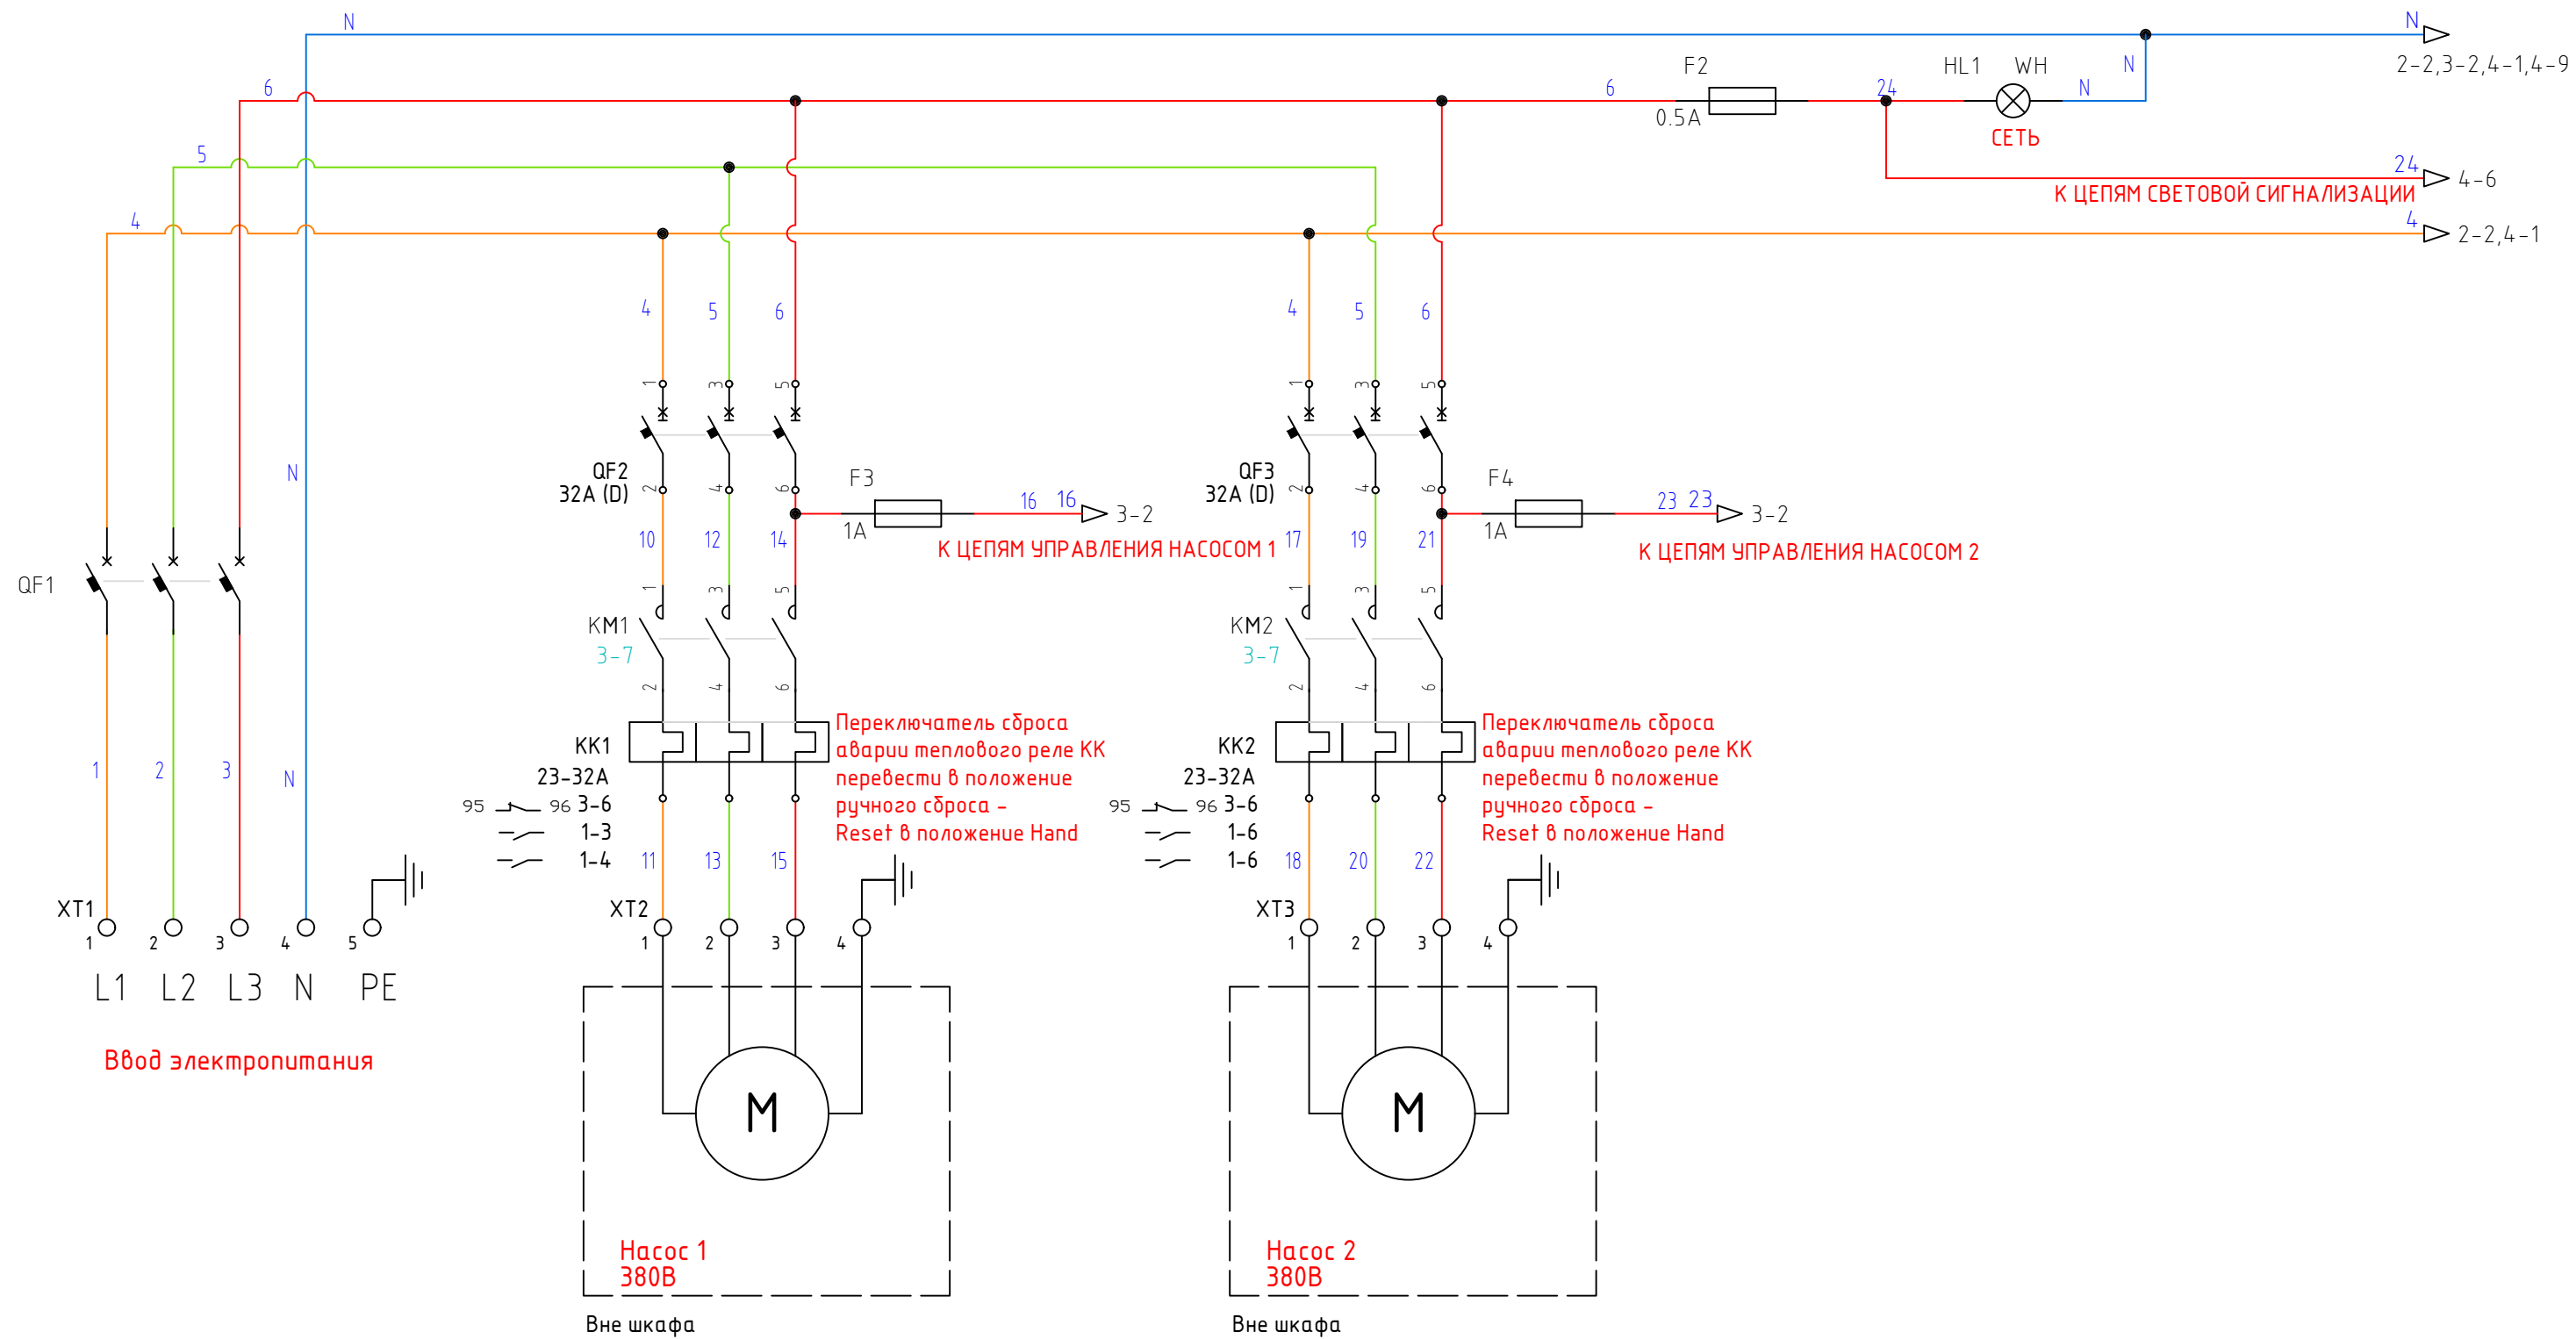 N
N
2-2,3-2,4-1,4-9
N
N
6
6
F2
0.5A
24
HL1 WH
СЕТЬ
5
24
4-6
К ЦЕПЯМ СВЕТОВОЙ СИГНАЛИЗАЦИИ
4
4
2-2,4-1
4 5 6
4 5 6
1 3 5
1 3 5
QF2
32A (D)
2 4 6
F3
1A
16 16
3-2
К ЦЕПЯМ УПРАВЛЕНИЯ НАСОСОМ 1
QF3
32A (D)
2 4 6
F4
1A
23 23
3-2
К ЦЕПЯМ УПРАВЛЕНИЯ НАСОСОМ 2
N
10 12 14
17 19 21
QF1
1 3 5
1 3 5
KM1
3-7
2 4 6
KM2
3-7
2 4 6
1 2 3 N
KK1
23-32A
95 96 3-6
1-3
1-4
Переключатель сброса
аварии теплового реле КК
перевести в положение
ручного сброса -
Reset в положение Hand
KK2
23-32A
95 96 3-6
1-6
1-6
Переключатель сброса
аварии теплового реле КК
перевести в положение
ручного сброса -
Reset в положение Hand
11 13 15
18 20 22
XT1
1 2 3 4 5
XT2
1 2 3 4
XT3
1 2 3 4
L1 L2 L3 N PE
Ввод электропитания
M
M
Насос 1
380В
Насос 2
380В
Вне шкафа
Вне шкафа